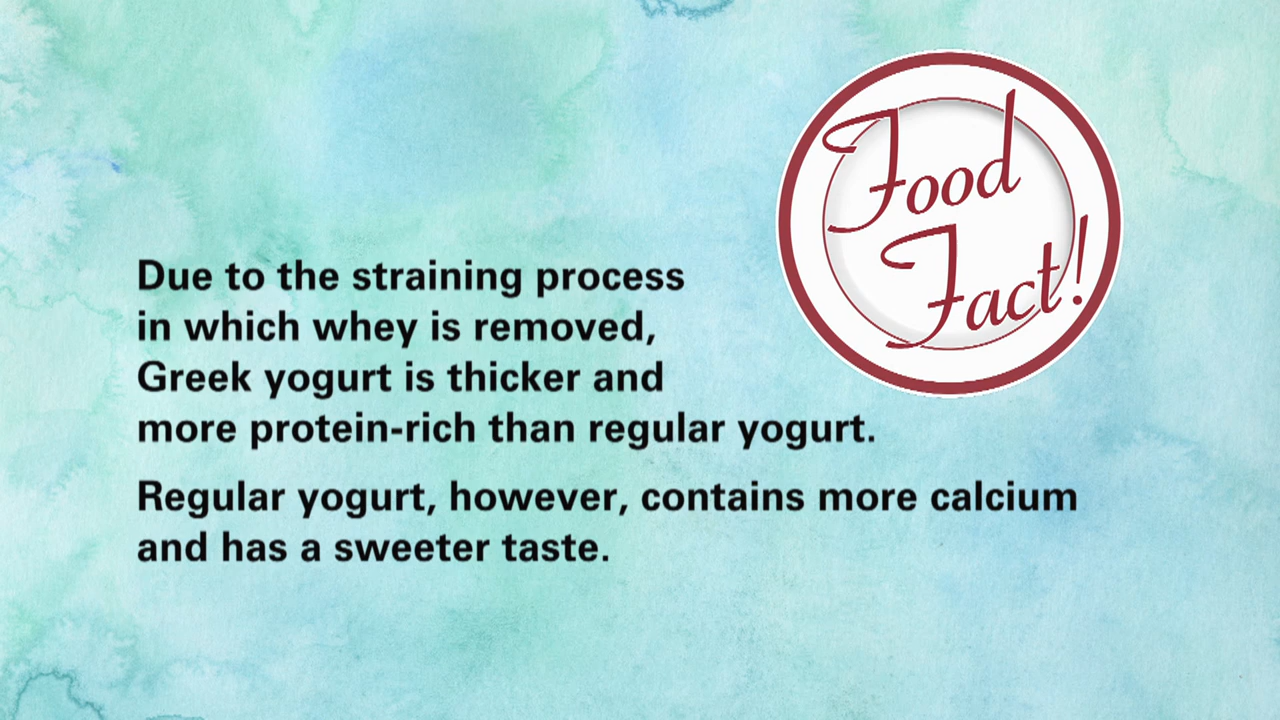 Food
Fact!
Due to the straining process
in which whey is removed,
Greek yogurt is thicker and
more protein-rich than regular yogurt.
Regular yogurt, however, contains more calcium
and has a sweeter taste.